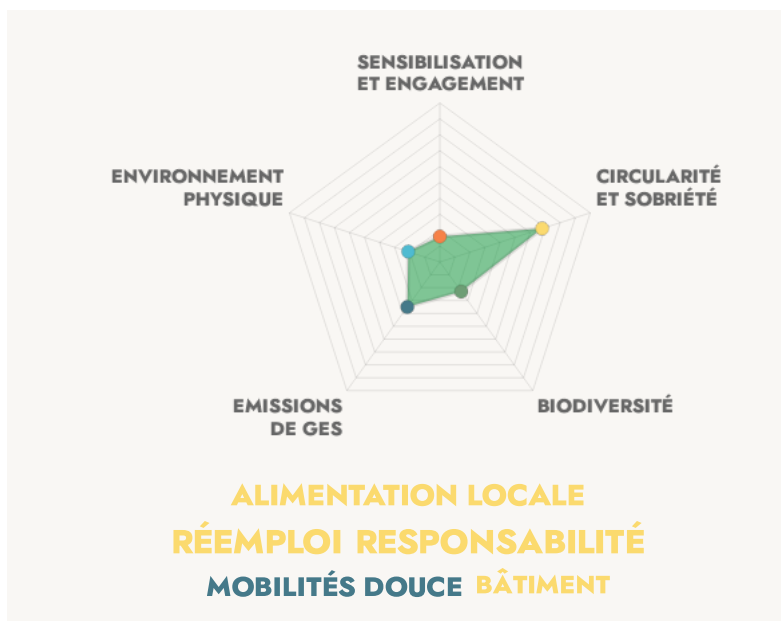 SENSIBILISATION
ET ENGAGEMENT
ENVIRONNEMENT
PHYSIQUE
CIRCULARITÉ
ET SOBRIÉTÉ
EMISSIONS
DE GES
BIODIVERSITÉ
ALIMENTATION LOCALE
RÉEMPLOI RESPONSABILITÉ
MOBILITÉS DOUCE BÂTIMENT